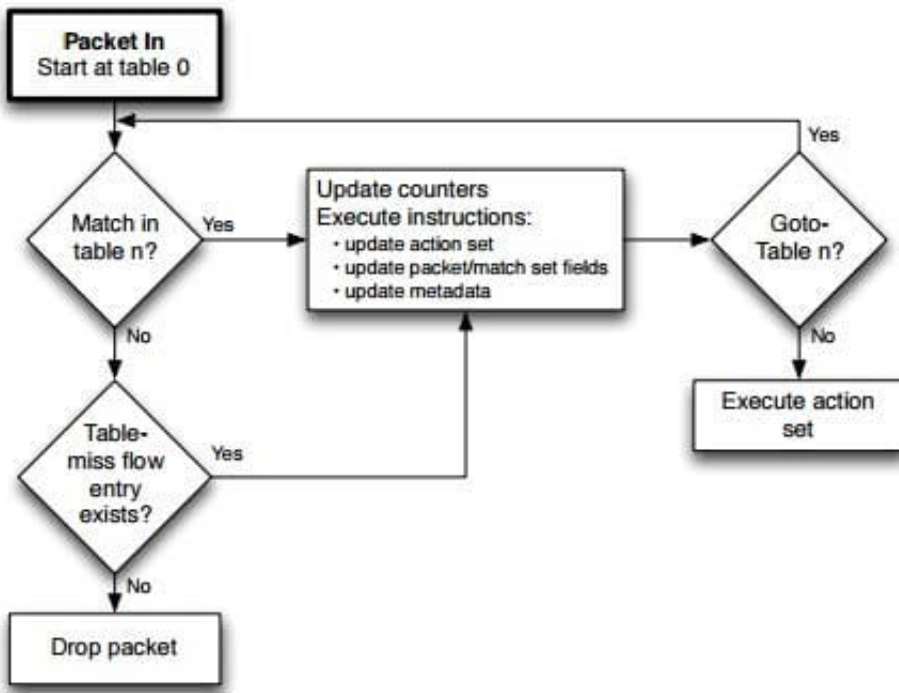 Packet In
Start at table 0
Yes
Match in
table n?
Yes
Update counters
Execute instructions:
• update action set
• update packet/match set fields
• update metadata
Goto-
Table n?
No
No
Execute action
set
Table-
miss flow
entry
exists?
Yes
No
Drop packet